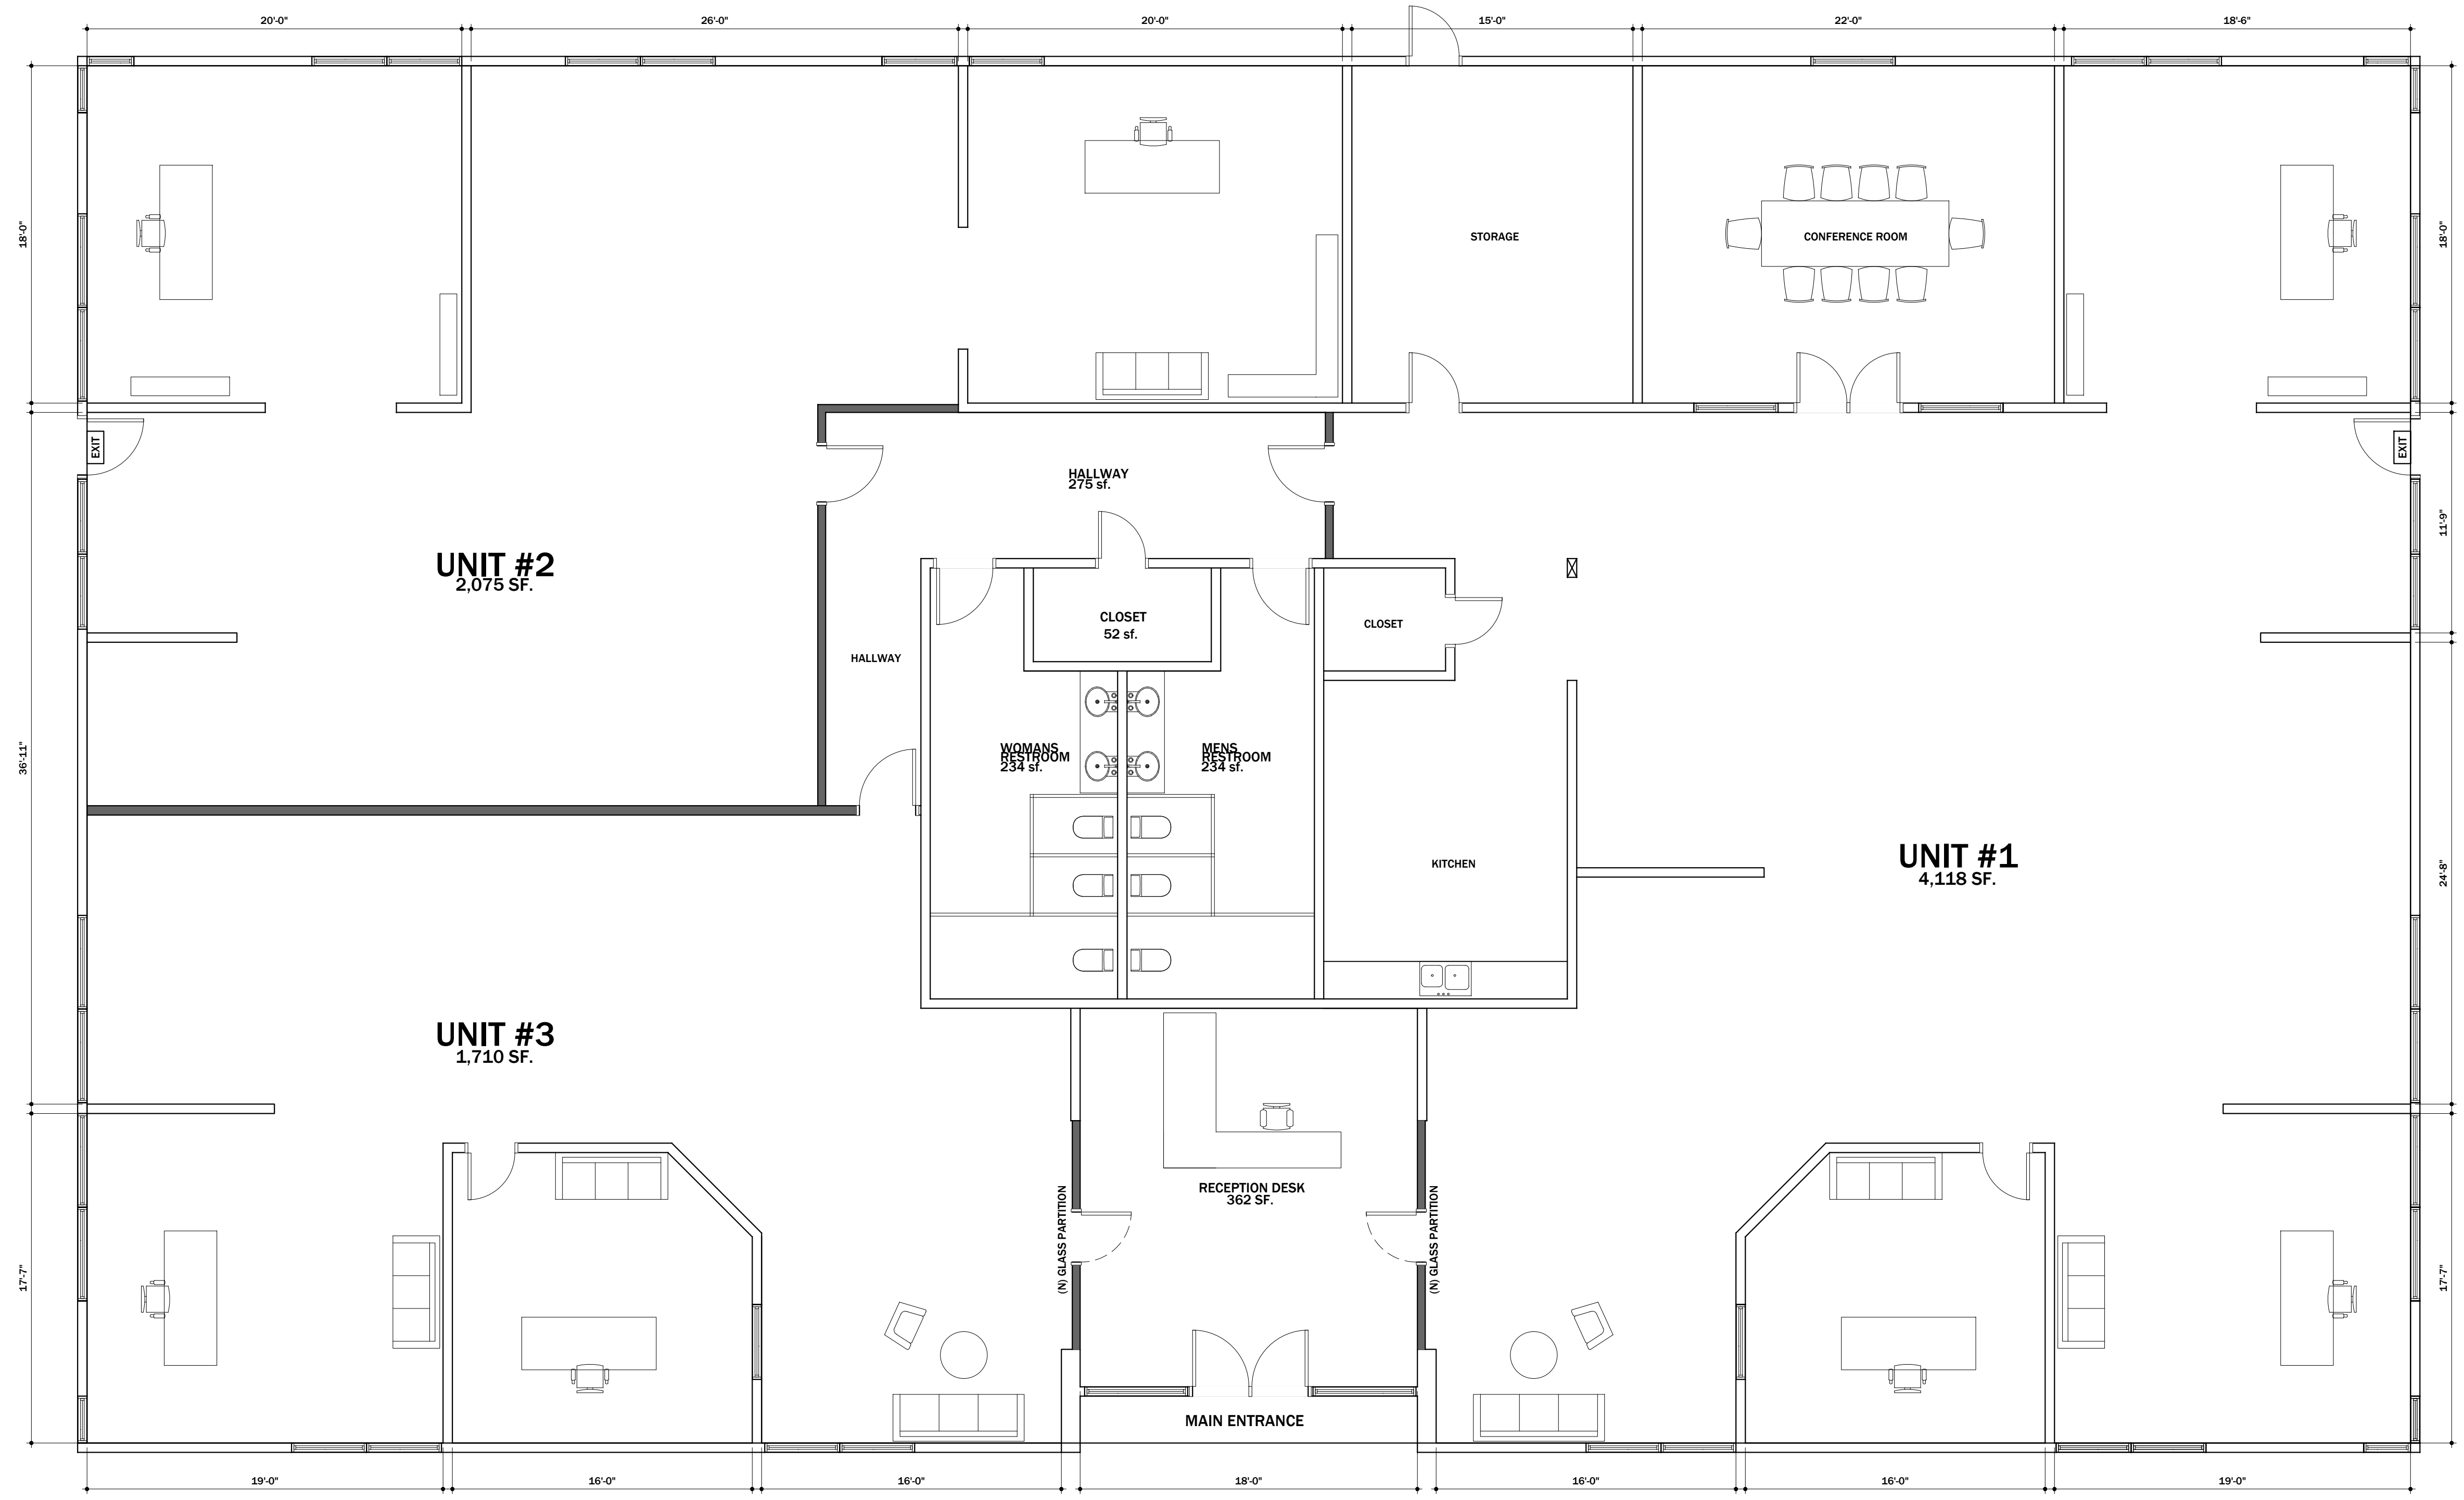 20'-0"
26'-0"
20'-0"
15'-0"
22'-0"
18'-6"
18'-0"
18'-0"
STORAGE
CONFERENCE ROOM
EXIT
EXIT
HALLWAY
275 sf.
11'-9"
UNIT #2
2,075 SF.
CLOSET
52 sf.
CLOSET
HALLWAY
36'-11"
WOMANS
RESTROOM
234 sf.
MENS
RESTROOM
234 sf.
KITCHEN
UNIT #1
4,118 SF.
24'-8"
UNIT #3
1,710 SF.
RECEPTION DESK
362 SF.
(N) GLASS PARTITION
(N) GLASS PARTITION
17'-7"
17'-7"
MAIN ENTRANCE
19'-0"
16'-0"
16'-0"
18'-0"
16'-0"
16'-0"
19'-0"